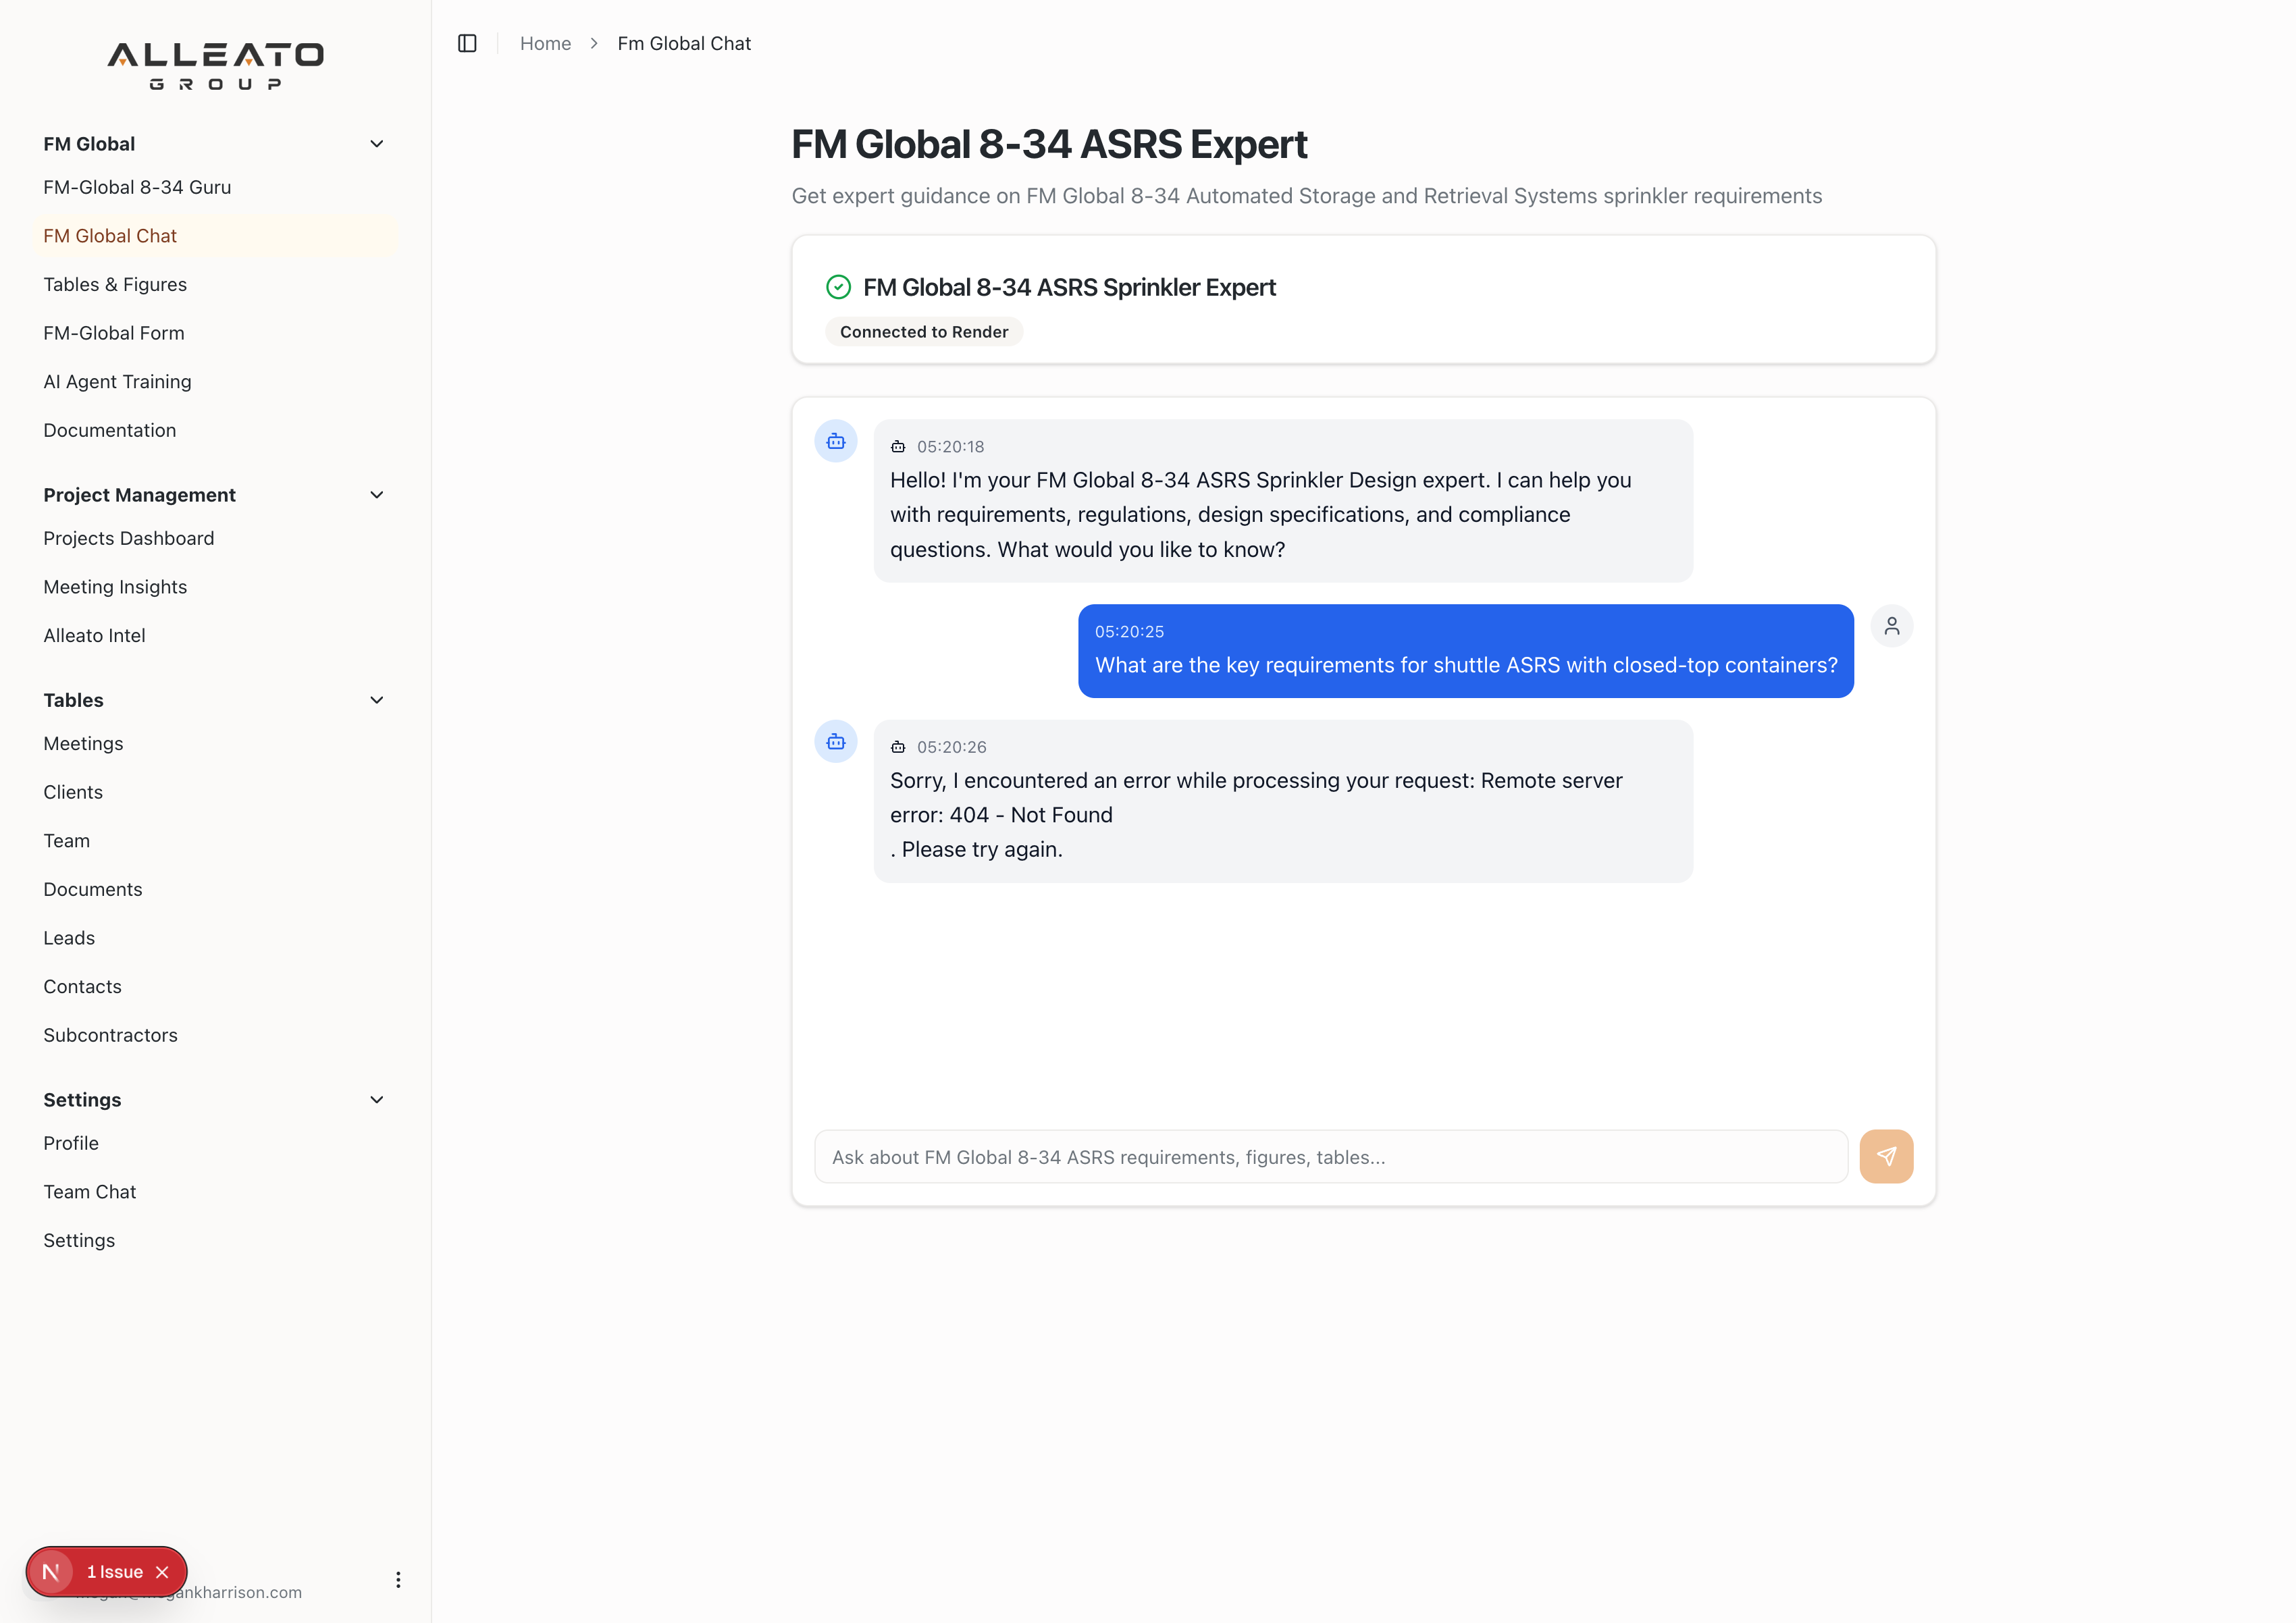 ALLEATO
GROUP
FM Global
FM-Global 8-34 Guru
FM Global Chat
Tables & Figures
FM-Global Form
AI Agent Training
Documentation
Project Management
Projects Dashboard
Meeting Insights
Alleato Intel
Tables
Meetings
Clients
Team
Documents
Leads
Contacts
Subcontractors
Settings
Profile
Team Chat
Settings
N 1 Issue
ankharrison.com
Home > Fm Global Chat
FM Global 8-34 ASRS Expert
Get expert guidance on FM Global 8-34 Automated Storage and Retrieval Systems sprinkler requirements
FM Global 8-34 ASRS Sprinkler Expert
Connected to Render
05:20:18
Hello! I'm your FM Global 8-34 ASRS Sprinkler Design expert. I can help you
with requirements, regulations, design specifications, and compliance
questions. What would you like to know?
05:20:25
What are the key requirements for shuttle ASRS with closed-top containers?
05:20:26
Sorry, I encountered an error while processing your request: Remote server
error: 404 - Not Found
. Please try again.
Ask about FM Global 8-34 ASRS requirements, figures, tables...